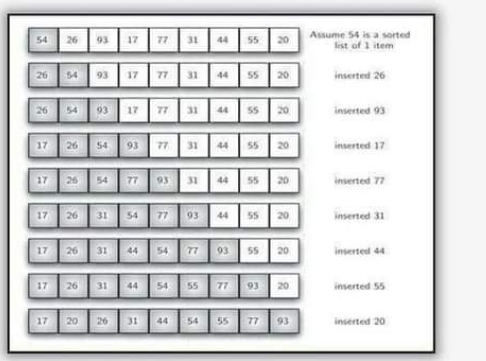 54 26 93 17 77 31 44 55 20 Assume 54 is a sorted
list of 1 item
26 54 93 17 77 31 44 55 20 inserted 26
26 54 93 17 77 31 44 55 20 inserted 93
17 26 54 93 77 31 44 55 20 inserted 17
17 26 54 77 93 31 44 55 20 inserted 77
17 26 31 54 77 93 44 55 20 inserted 31
17 26 31 44 54 77 93 55 20 inserted 44
17 26 31 44 54 55 77 93 20 inserted 55
17 20 26 31 44 54 55 77 93 inserted 20